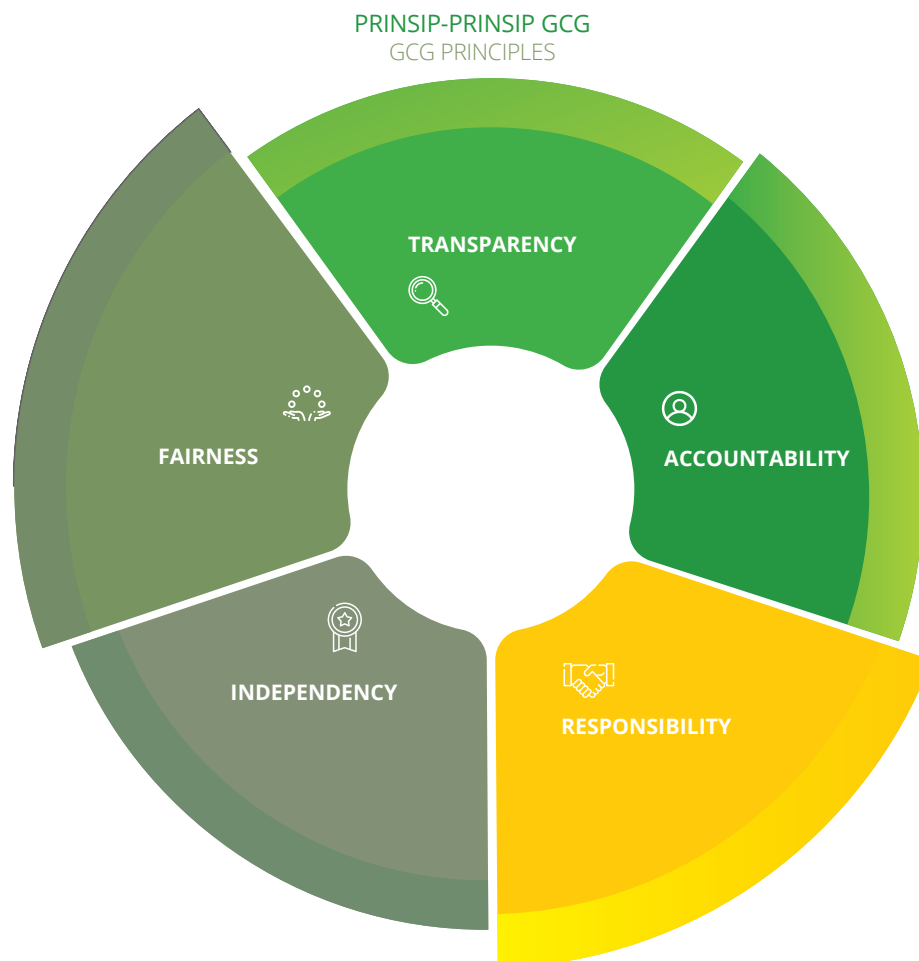 PRINSIP-PRINSIP GCG
GCG PRINCIPLES
TRANSPARENCY
ACCOUNTABILITY
RESPONSIBILITY
INDEPENDENCY
FAIRNESS